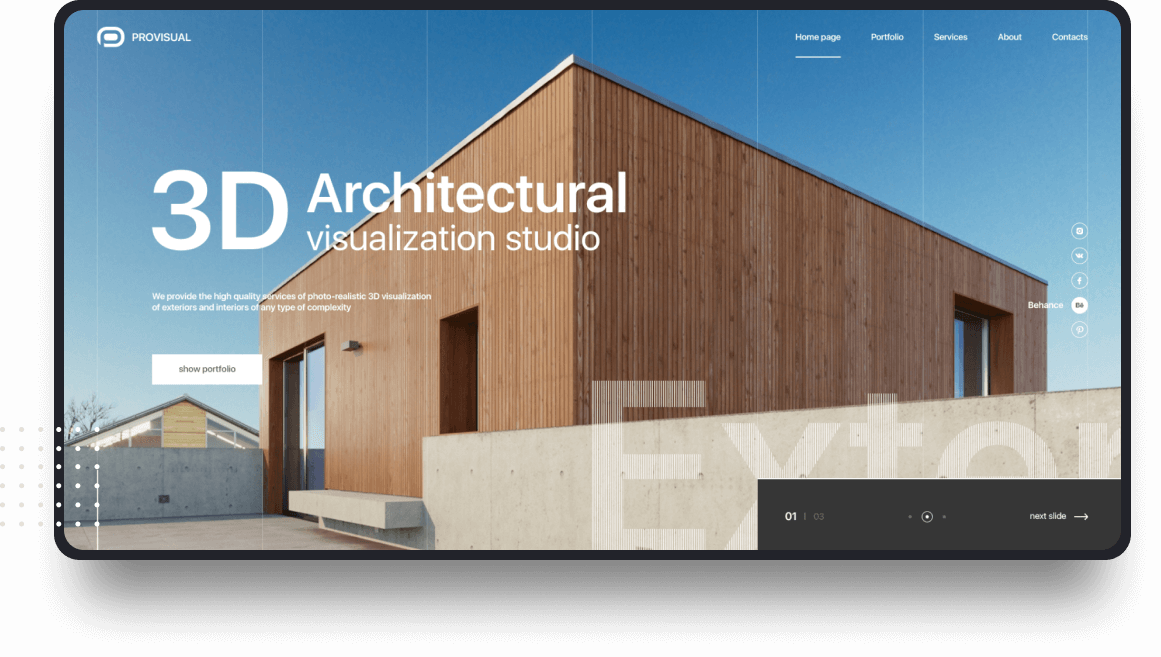 PROVISUAL
Home page
Portfolio
Services
About
Contacts
3D Architectural
visualization studio
We provide the high quality services of photo-realistic 3D visualization
of exteriors and interiors of any type of complexity
show portfolio
Behance
Bē
Exter
01 | 03
next slide